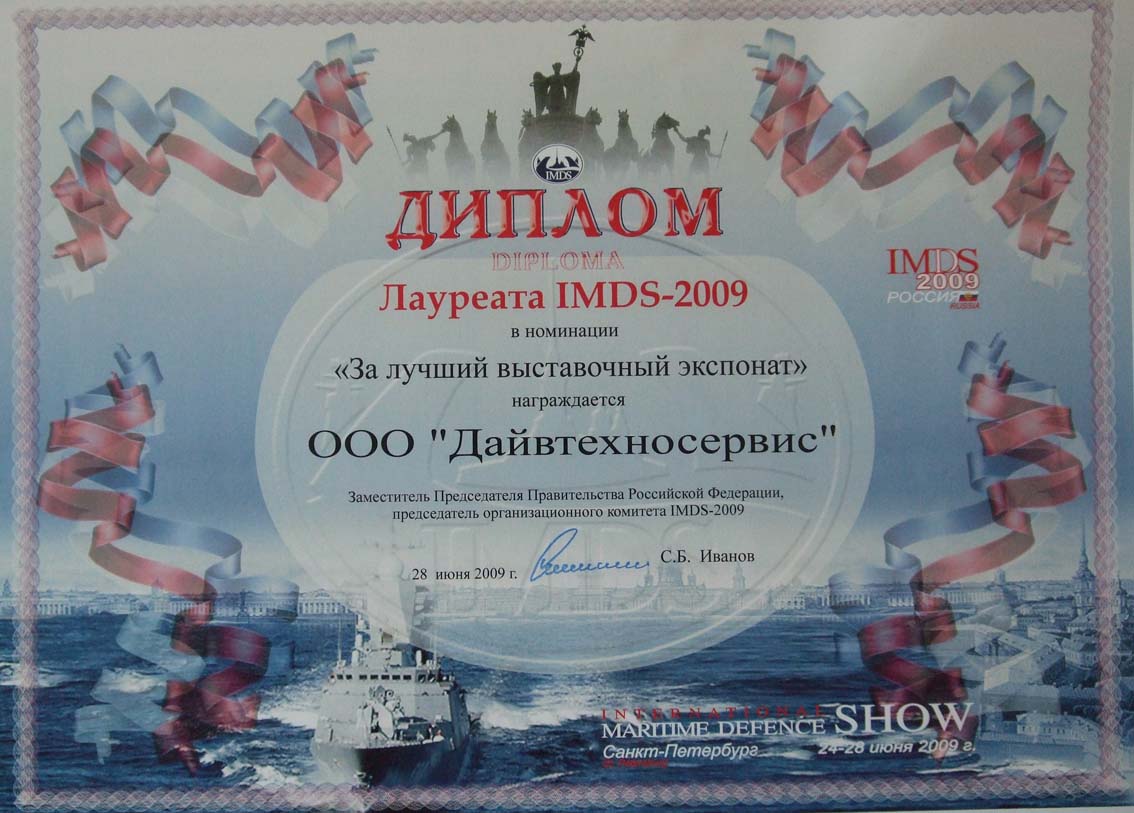 IMDS
ДИПЛОМ
DIPLOMA
Лауреата IMDS-2009
в номинации
«За лучший выставочный экспонат»
награждается
ООО "Дайвтехносервис"
Заместитель Председателя Правительства Российской Федерации,
председатель организационного комитета IMDS-2009
28 июня 2009 г.
С.Б. Иванов
IMDS
2009
РОССИЯ
RUSSIA
IMDS
INTERNATIONAL
MARITIME DEFENCE SHOW
Санкт-Петербург 24-28 июня 2009 г.